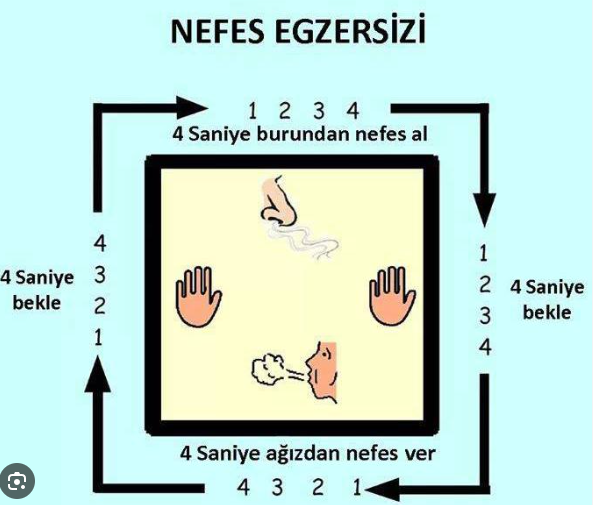 NEFES EGZERSİZİ
1 2 3 4
4 Saniye burundan nefes al
1
2
3
4
4 Saniye
bekle
4
3
2
1
4 Saniye
bekle
4 Saniye ağızdan nefes ver
4 3 2 1